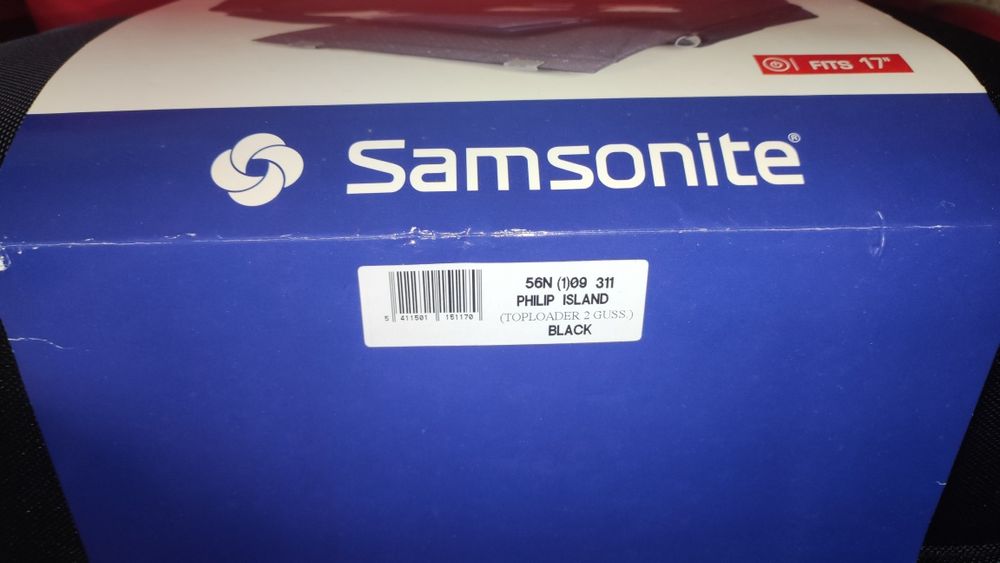 FITS 17"
Samsonite®
56N (1)09 311
PHILIP ISLAND
(TOPLOADER 2 GUSS.)
BLACK
5 411501 151170